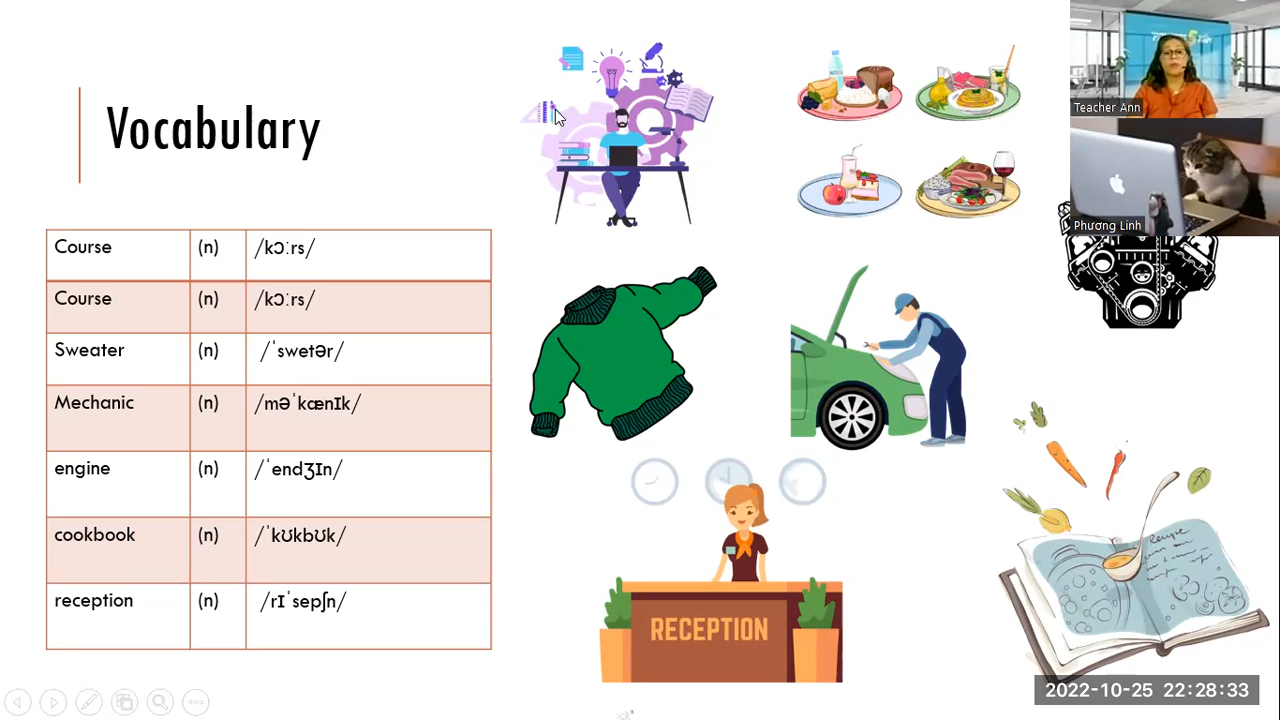 Vocabulary
Course (n) /kɔːrs/
Course (n) /kɔːrs/
Sweater (n) /ˈswetər/
Mechanic (n) /məˈkænɪk/
engine (n) /ˈendʒɪn/
cookbook (n) /ˈkʊkbʊk/
reception (n) /rɪˈsepʃn/
RECEPTION
Recipe
Teacher Ann
Phương Linh
2022-10-25 22:28:33